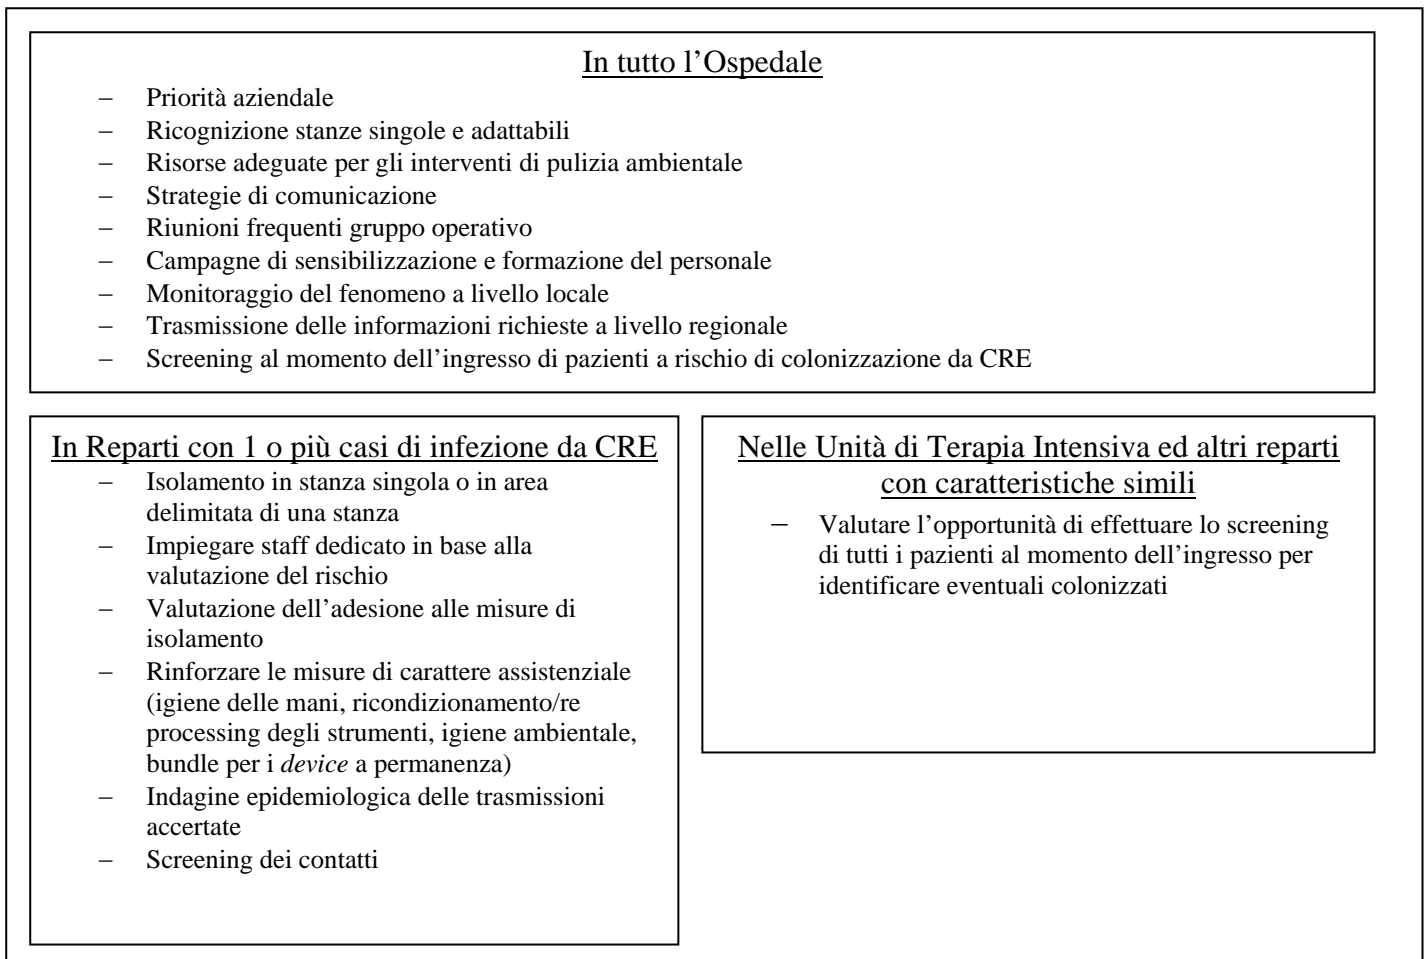 In tutto l’Ospedale
– Priorità aziendale
– Ricognizione stanze singole e adattabili
– Risorse adeguate per gli interventi di pulizia ambientale
– Strategie di comunicazione
– Riunioni frequenti gruppo operativo
– Campagne di sensibilizzazione e formazione del personale
– Monitoraggio del fenomeno a livello locale
– Trasmissione delle informazioni richieste a livello regionale
– Screening al momento dell’ingresso di pazienti a rischio di colonizzazione da CRE
In Reparti con 1 o più casi di infezione da CRE
– Isolamento in stanza singola o in area
delimitata di una stanza
– Impiegare staff dedicato in base alla
valutazione del rischio
– Valutazione dell’adesione alle misure di
isolamento
– Rinforzare le misure di carattere assistenziale
(igiene delle mani, ricondizionamento/re
processing degli strumenti, igiene ambientale,
bundle per i device a permanenza)
– Indagine epidemiologica delle trasmissioni
accertate
– Screening dei contatti
Nelle Unità di Terapia Intensiva ed altri reparti
con caratteristiche simili
– Valutare l’opportunità di effettuare lo screening
di tutti i pazienti al momento dell’ingresso per
identificare eventuali colonizzati